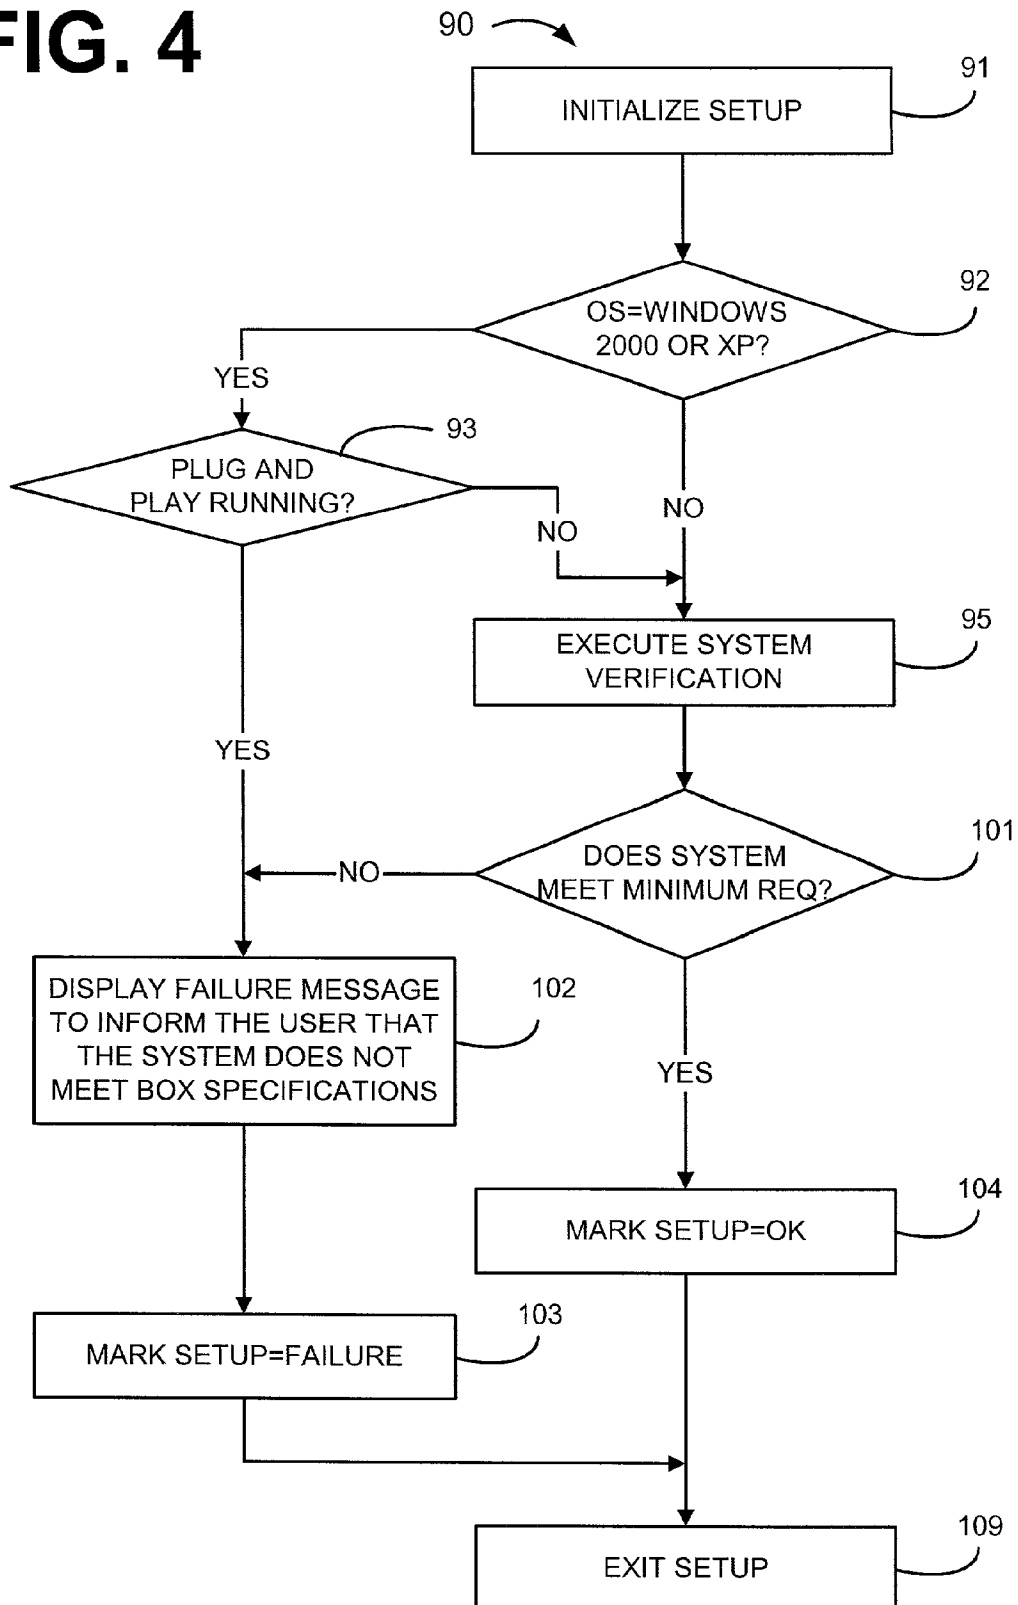 FIG. 4
90
INITIALIZE SETUP
91
OS=WINDOWS
2000 OR XP?
92
YES
PLUG AND
PLAY RUNNING?
93
NO
NO
EXECUTE SYSTEM
VERIFICATION
95
YES
DOES SYSTEM
MEET MINIMUM REQ?
101
NO
DISPLAY FAILURE MESSAGE
TO INFORM THE USER THAT
THE SYSTEM DOES NOT
MEET BOX SPECIFICATIONS
102
YES
MARK SETUP=OK
104
MARK SETUP=FAILURE
103
EXIT SETUP
109